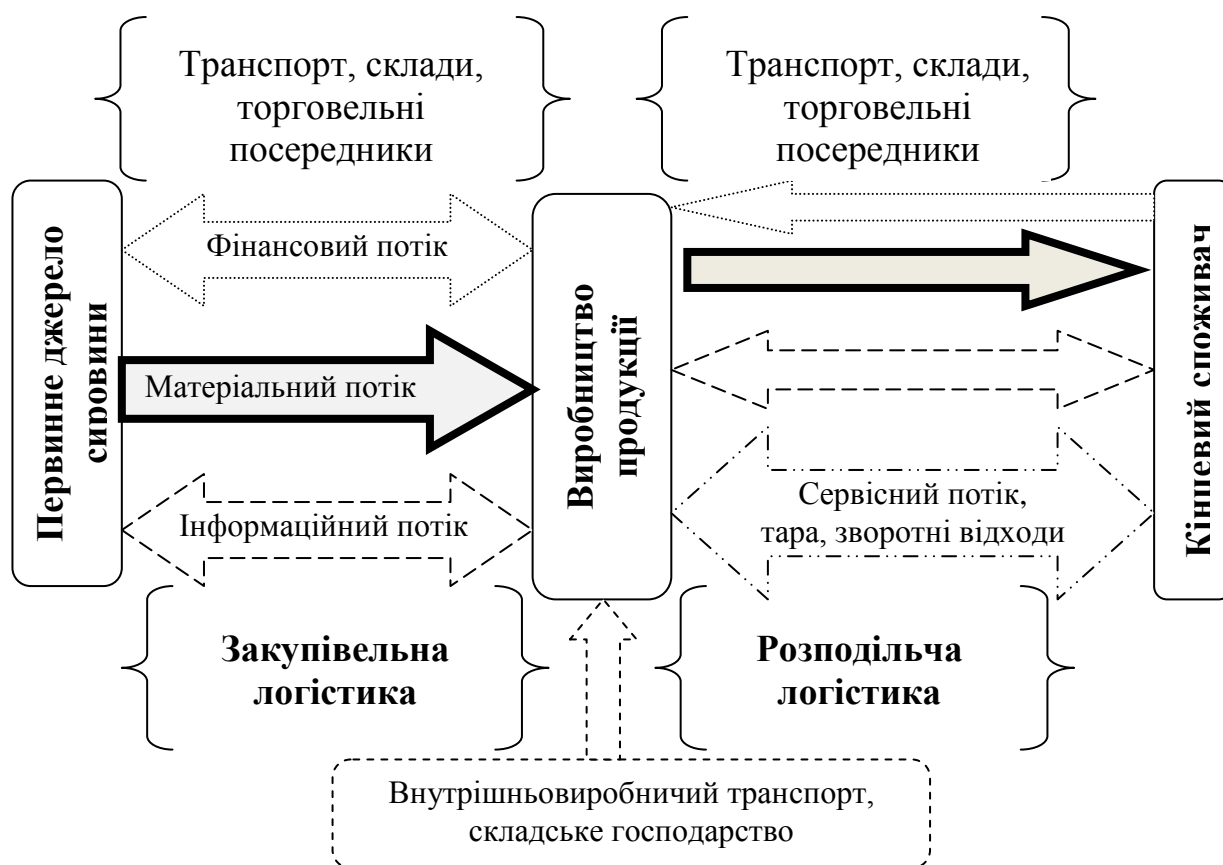 Транспорт, склади,
торговельні
посередники
Транспорт, склади,
торговельні
посередники
Первинне джерело
сировини
Фінансовий потік
Матеріальний потік
Інформаційний потік
Виробництво
продукції
Сервісний потік,
тара, зворотні відходи
Кінцевий споживач
Закупівельна
логістика
Розподільча
логістика
Внутрішньовиробничий транспорт,
складське господарство